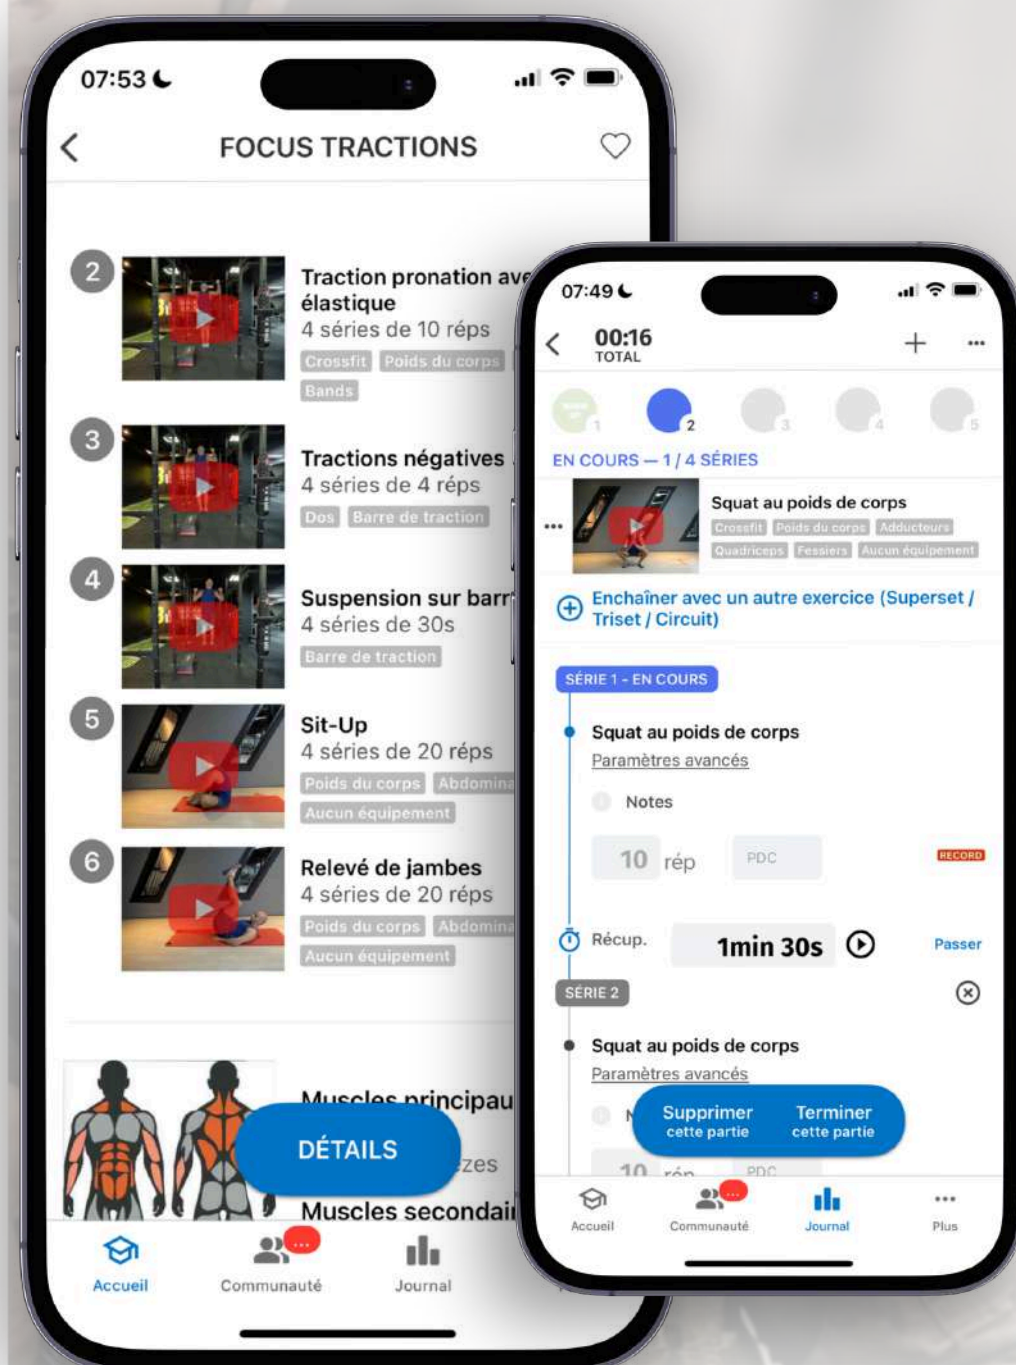 07:53
FOCUS TRACTIONS
2
Traction pronation ave
élastique
4 séries de 10 réps
Crossfit Poids du corps
Bands
3
Tractions négatives
4 séries de 4 réps
Dos Barre de traction
4
Suspension sur barr
4 séries de 30s
Barre de traction
5
Sit-Up
4 séries de 20 réps
Poids du corps Abdomina
Aucun équipement
6
Relevé de jambes
4 séries de 20 réps
Poids du corps Abdomina
Aucun équipement
Muscles principau
DÉTAILS
zes
Muscles secondai
Accueil Communauté Journal
07:49
00:16
TOTAL
1 2 3 4 5
EN COURS — 1 / 4 SÉRIES
Squat au poids de corps
Crossfit Poids du corps Adducteurs
Quadriceps Fessiers Aucun équipement
Enchaîner avec un autre exercice (Superset /
Triset / Circuit)
SÉRIE 1 - EN COURS
Squat au poids de corps
Paramètres avancés
Notes
10 rép PDC RECORD
Récup. 1min 30s Passer
SÉRIE 2
Squat au poids de corps
Paramètres avancés
N
Supprimer Terminer
cette partie cette partie
10 rép PDC
Accueil Communauté Journal Plus